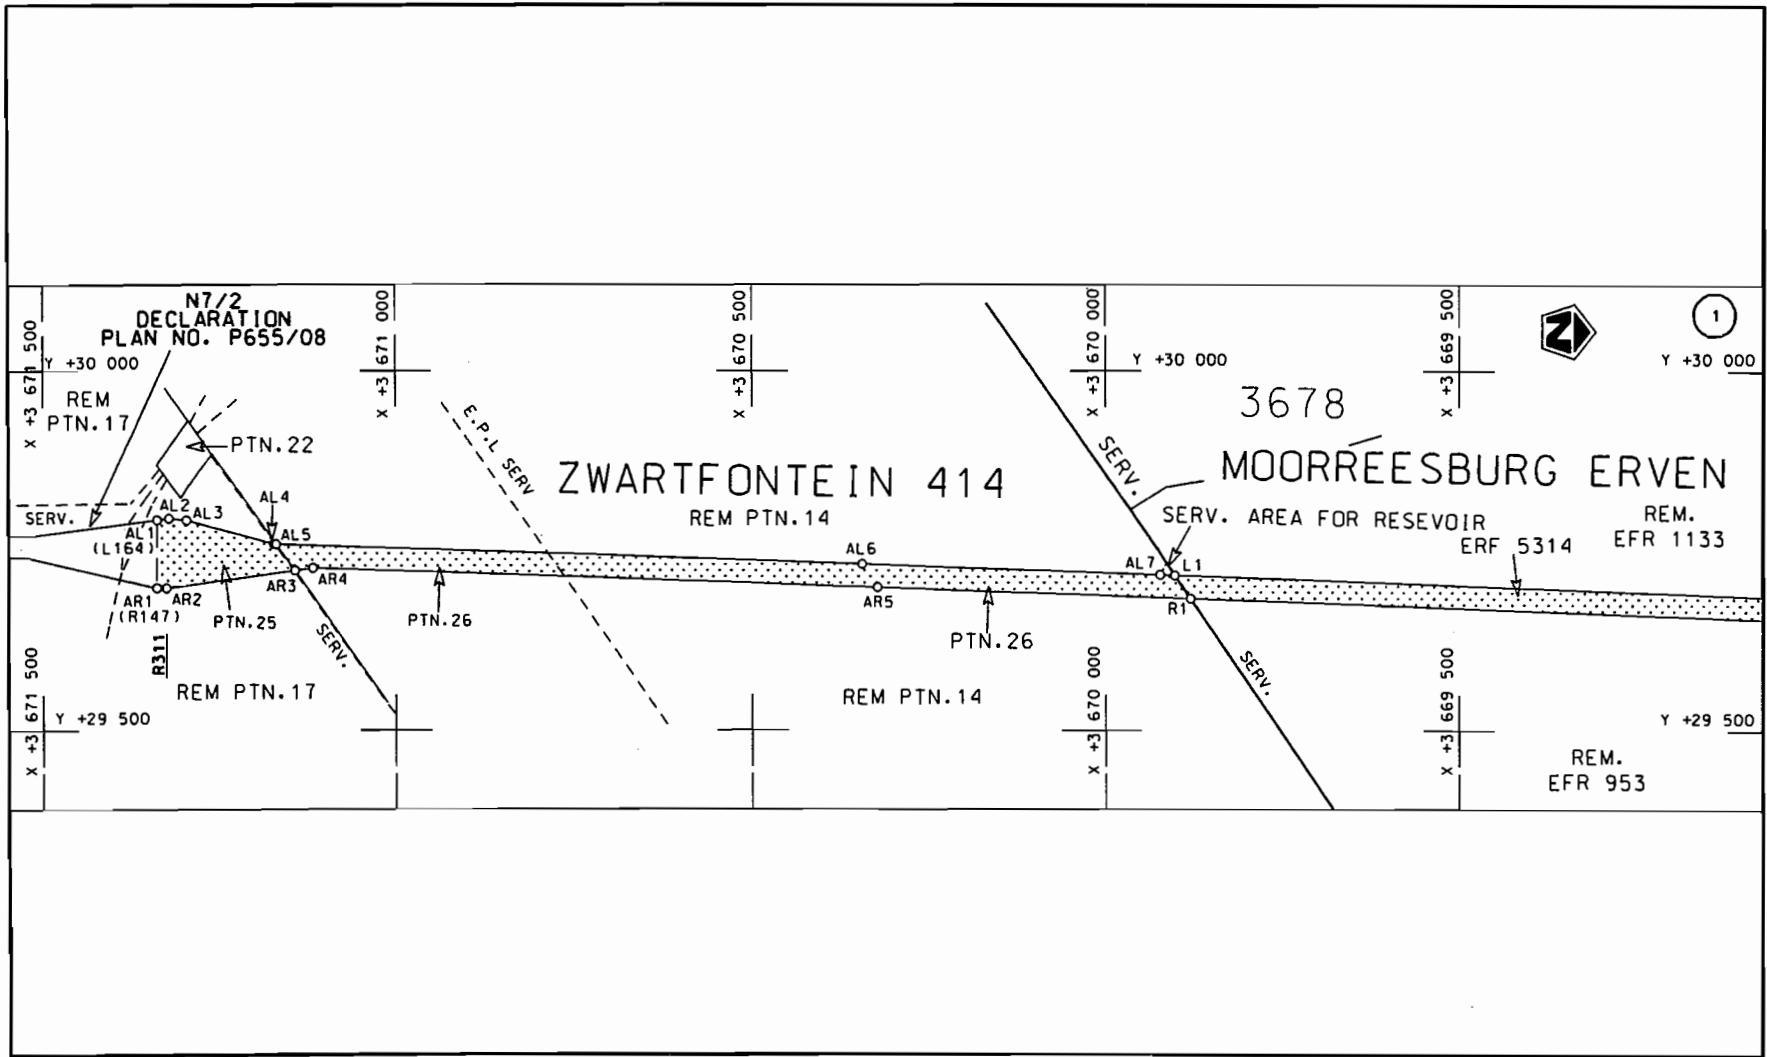 N7/2
DECLARATION
PLAN NO. P655/08
X +3 671 500
Y +30 000
X +3 671 000
X +3 670 500
X +3 670 000
Y +30 000
X +3 669 500
N
1
Y +30 000
REM
PTN.17
PTN.22
E.P.L SERV
3678
SERV.
ZWARTFONTEIN 414
REM PTN.14
MOORREESBURG ERVEN
SERV. AREA FOR RESEVOIR
REM.
EFR 1133
ERF 5314
SERV.
AL1
(L164)
AL2
AL3
AL4
AL5
AL6
AL7
L1
AR1
(R147)
AR2
AR3
AR4
AR5
R1
R311
PTN.25
PTN.26
PTN.26
SERV.
SERV.
REM PTN.17
REM PTN.14
X +3 671 500
Y +29 500
X +3 670 000
X +3 669 500
Y +29 500
REM.
EFR 953